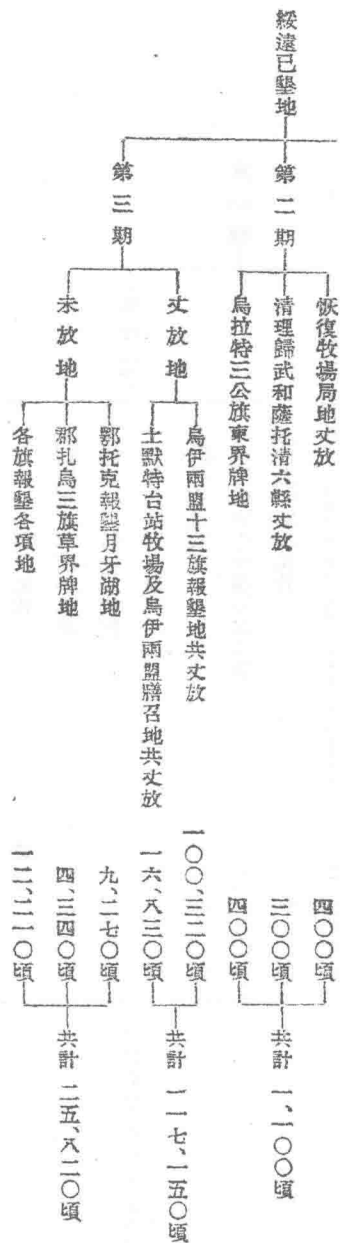 綏遠已墾地
第二期
恢復牧場局地丈放
四〇〇頃
清理歸武和薩托清六縣丈放
三〇〇頃
烏拉特三公旗東界牌地
四〇〇頃
共計 一、一〇〇頃
第三期
丈放地
烏伊兩盟十三旗報墾地共丈放
一〇〇、三二〇頃
土默特台站牧場及烏伊兩盟膳召地共丈放
一六、八三〇頃
共計 一一七、一五〇頃
未放地
鄂托克報墾月牙湖地
九、二七〇頃
郡扎烏三旗草界牌地
四、三四〇頃
各旗報墾各項地
一二、二一〇頃
共計 二五、八二〇頃